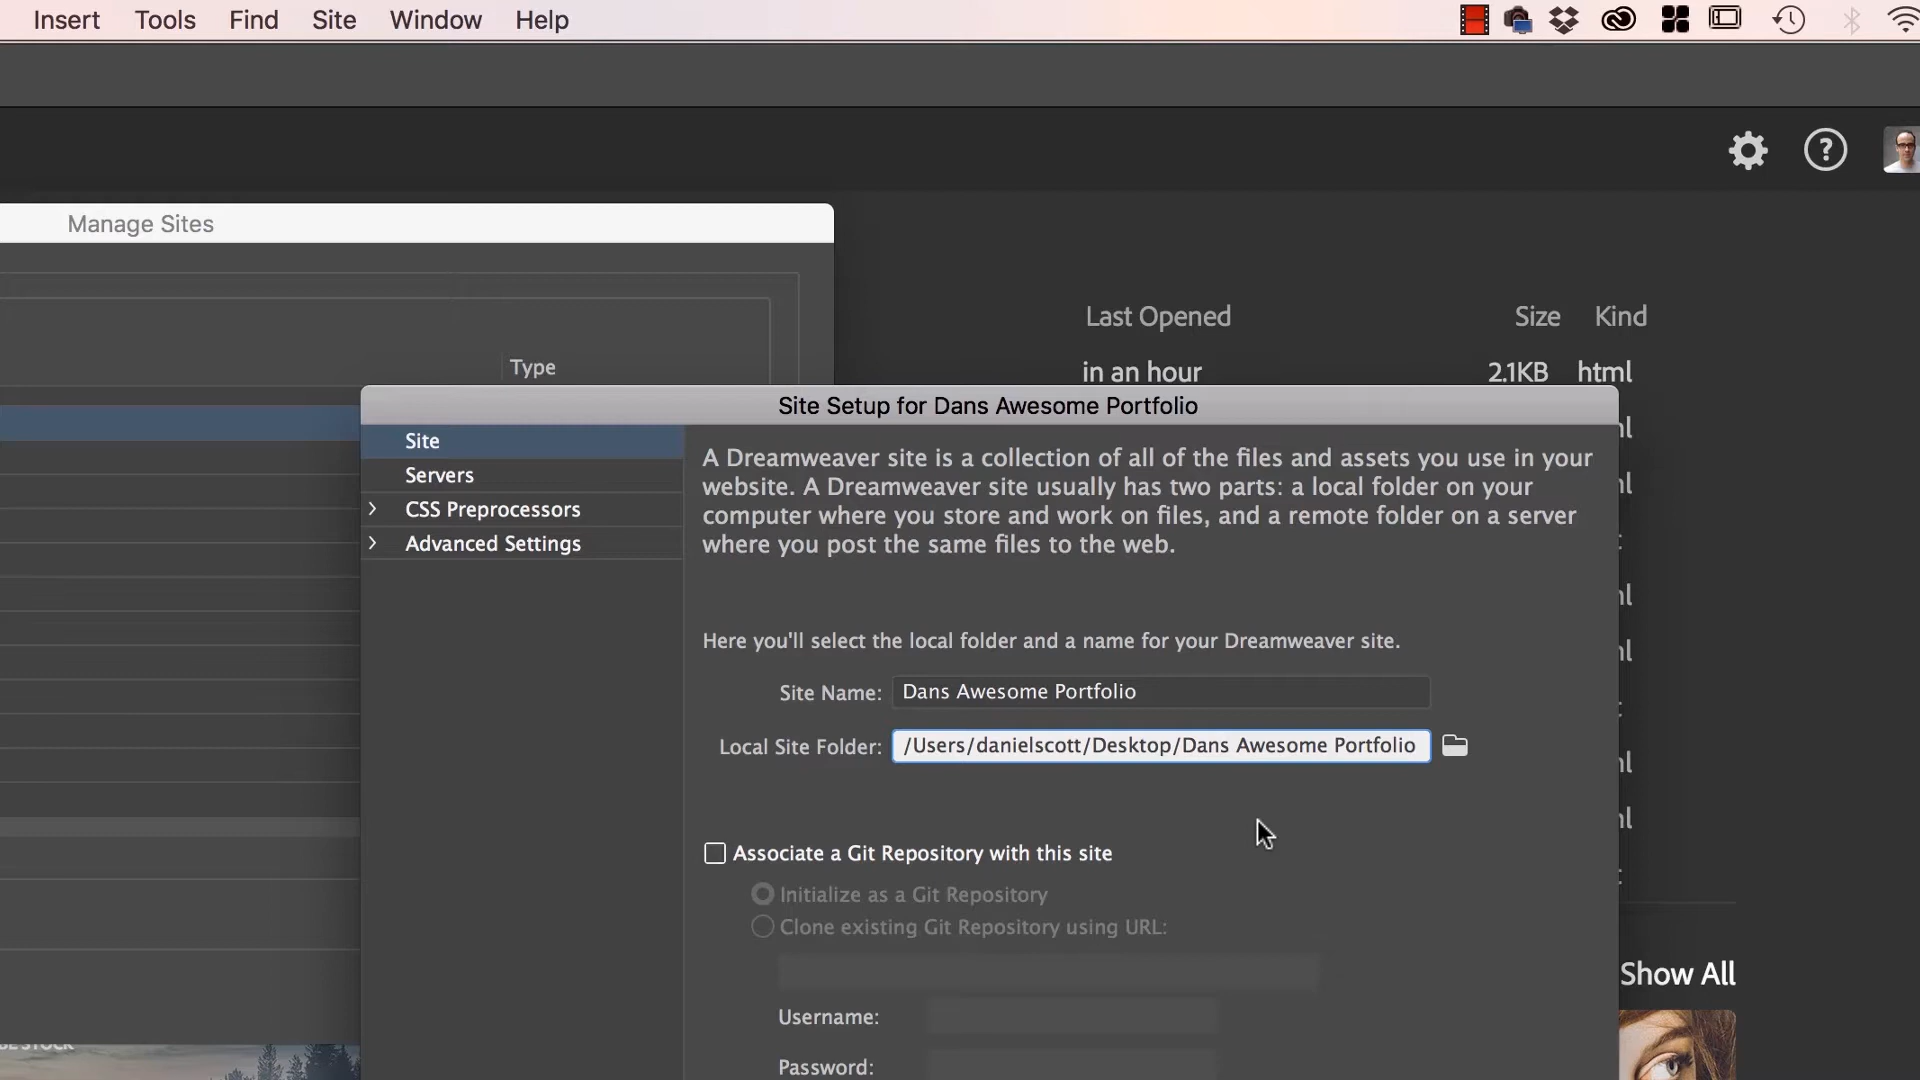 Insert Tools Find Site Window Help
Manage Sites
Last Opened Size Kind
Type
in an hour 2.1KB html
Site Setup for Dans Awesome Portfolio
Site
Servers
CSS Preprocessors
Advanced Settings
A Dreamweaver site is a collection of all of the files and assets you use in your
website. A Dreamweaver site usually has two parts: a local folder on your
computer where you store and work on files, and a remote folder on a server
where you post the same files to the web.
Here you'll select the local folder and a name for your Dreamweaver site.
Site Name: Dans Awesome Portfolio
Local Site Folder: /Users/danielscott/Desktop/Dans Awesome Portfolio
Associate a Git Repository with this site
Initialize as a Git Repository
Clone existing Git Repository using URL:
Show All
Username:
Password: